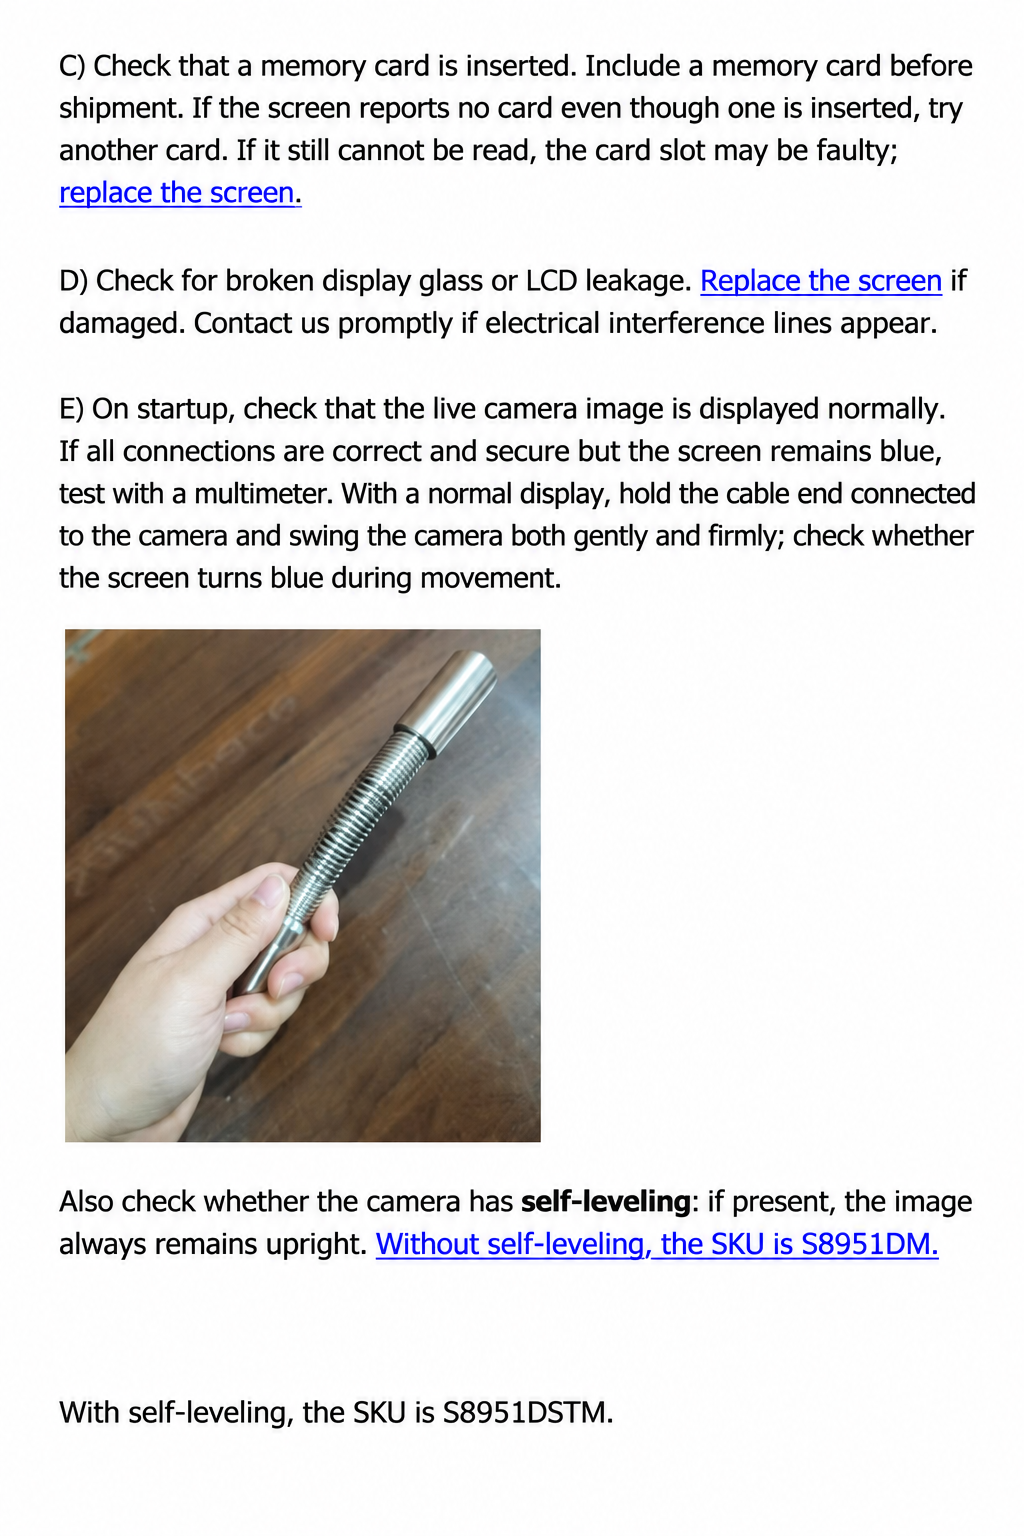 C) Check that a memory card is inserted. Include a memory card before
shipment. If the screen reports no card even though one is inserted, try
another card. If it still cannot be read, the card slot may be faulty;
replace the screen.
D) Check for broken display glass or LCD leakage. Replace the screen if
damaged. Contact us promptly if electrical interference lines appear.
E) On startup, check that the live camera image is displayed normally.
If all connections are correct and secure but the screen remains blue,
test with a multimeter. With a normal display, hold the cable end connected
to the camera and swing the camera both gently and firmly; check whether
the screen turns blue during movement.
Also check whether the camera has self-leveling: if present, the image
always remains upright. Without self-leveling, the SKU is S8951DM.
With self-leveling, the SKU is S8951DSTM.